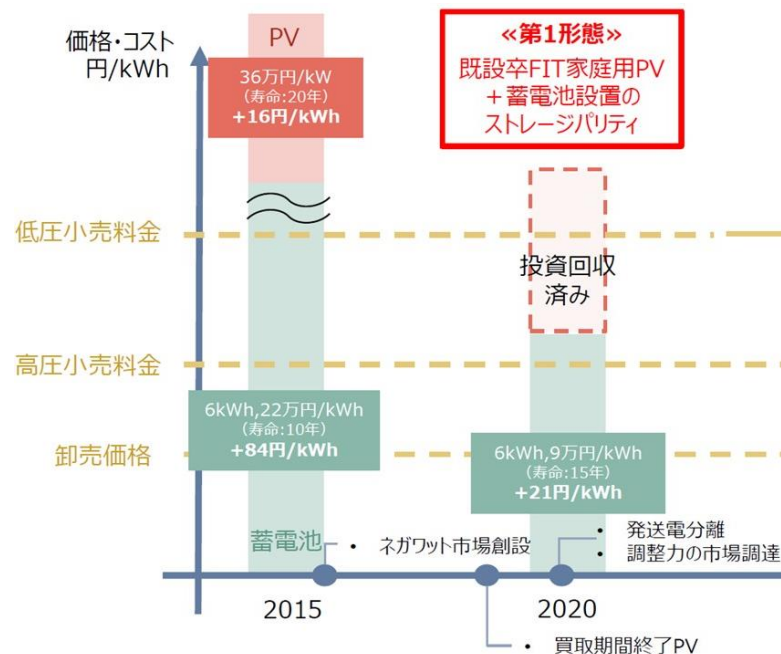 価格・コスト
円/kWh
PV
36万円/kW
(寿命:20年)
+16円/kWh
≪第1形態≫
既設卒FIT家庭用PV
＋蓄電池設置の
ストレージパリティ
低圧小売料金
投資回収
済み
高圧小売料金
6kWh,22万円/kWh
(寿命:10年)
+84円/kWh
卸売価格
6kWh,9万円/kWh
(寿命:15年)
+21円/kWh
蓄電池
• ネガワット市場創設
• 発送電分離
• 調整力の市場調達
2015
2020
• 買取期間終了PV